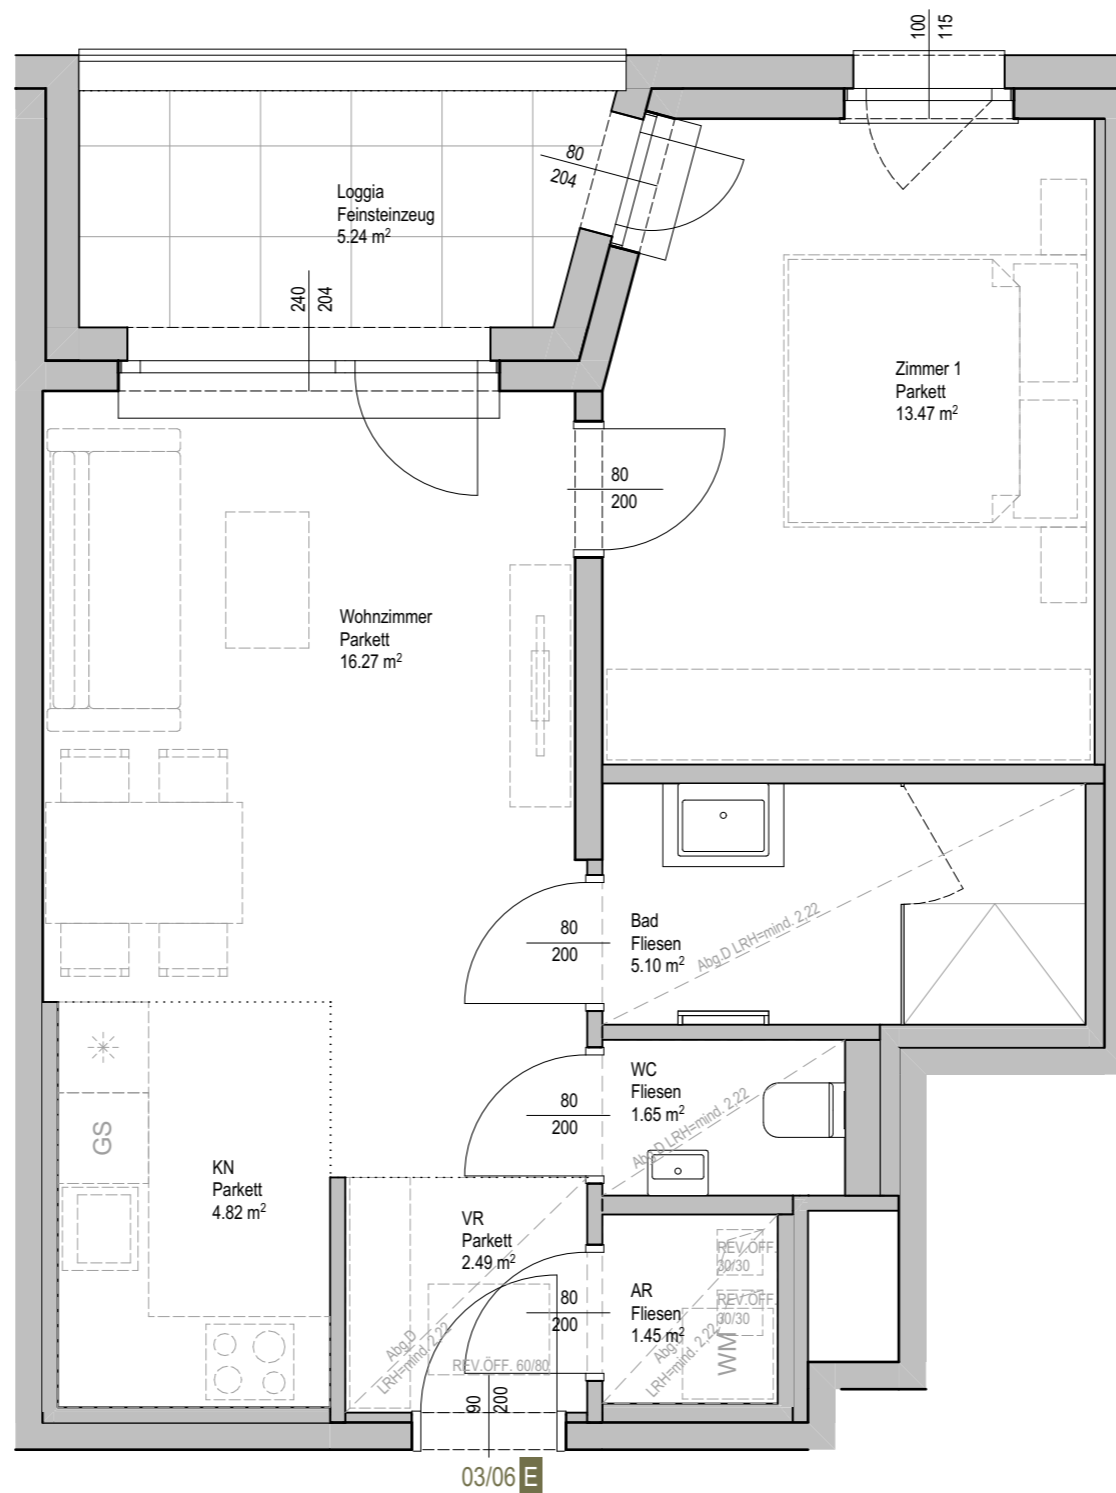 100
115
80
204
Loggia
Feinsteinzeug
5.24 m²
240
204
Zimmer 1
Parkett
13.47 m²
80
200
Wohnzimmer
Parkett
16.27 m²
80
200
Bad
Fliesen
5.10 m²
Abg.D LRH=mind. 2,22
80
200
WC
Fliesen
1.65 m²
Abg.D LRH=mind. 2,22
GS
KN
Parkett
4.82 m²
VR
Parkett
2.49 m²
Abg.D
LRH=mind. 2,22
REV.ÖFF. 60/80
80
200
AR
Fliesen
1.45 m²
Abg.D
LRH=mind. 2,22
REV.ÖFF.
30/30
REV.ÖFF.
30/30
WM
90
200
03/06 E